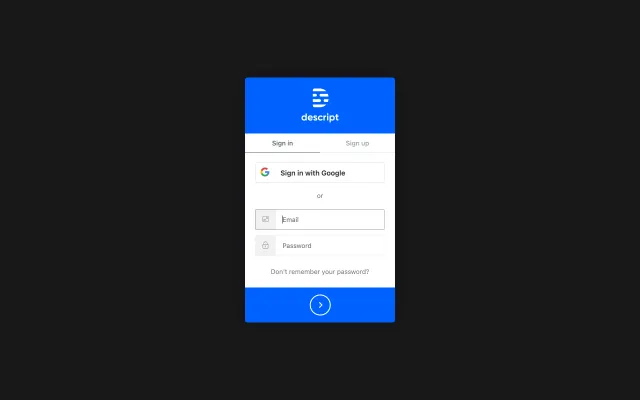 descript
Sign in
Sign up
Sign in with Google
or
Email
Password
Don't remember your password?